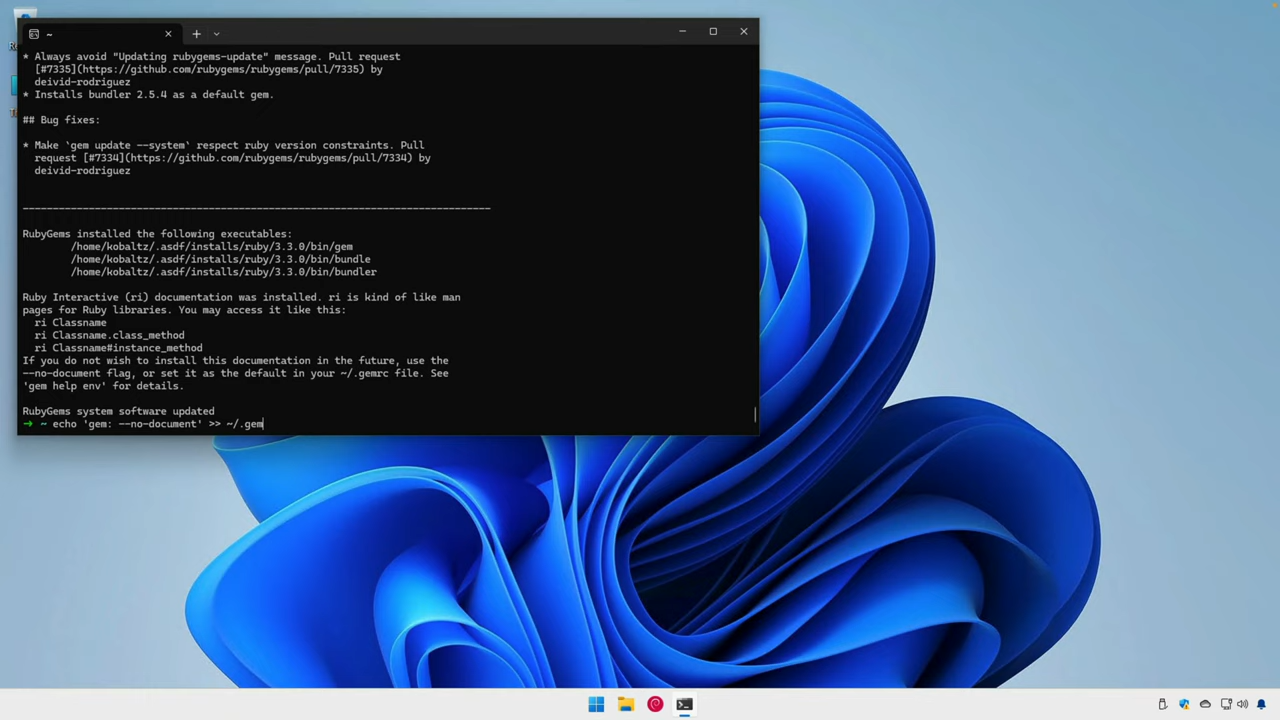 ~
* Always avoid "Updating rubygems-update" message. Pull request
[#7335](https://github.com/rubygems/rubygems/pull/7335) by
deivid-rodriguez
* Installs bundler 2.5.4 as a default gem.
## Bug fixes:
* Make `gem update --system` respect ruby version constraints. Pull
request [#7334](https://github.com/rubygems/rubygems/pull/7334) by
deivid-rodriguez
------------------------------------------------------------------------------
RubyGems installed the following executables:
/home/kobaltz/.asdf/installs/ruby/3.3.0/bin/gem
/home/kobaltz/.asdf/installs/ruby/3.3.0/bin/bundle
/home/kobaltz/.asdf/installs/ruby/3.3.0/bin/bundler
Ruby Interactive (ri) documentation was installed. ri is kind of like man
pages for Ruby libraries. You may access it like this:
ri Classname
ri Classname.class_method
ri Classname#instance_method
If you do not wish to install this documentation in the future, use the
--no-document flag, or set it as the default in your ~/.gemrc file. See
'gem help env' for details.
RubyGems system software updated
→ ~ echo 'gem: --no-document' >> ~/.gem